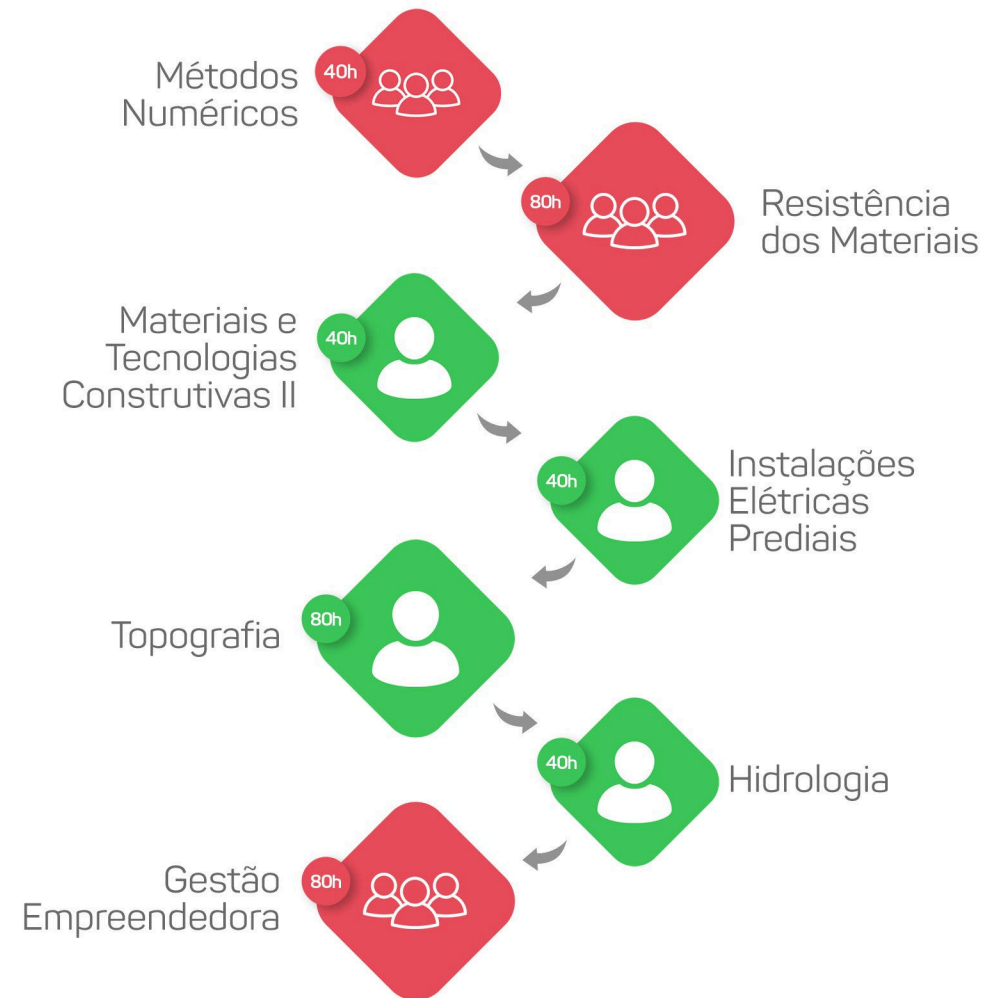 Métodos
Numéricos
40h
80h
Resistência
dos Materiais
Materiais e
Tecnologias
Construtivas II
40h
40h
Instalações
Elétricas
Prediais
Topografia
80h
40h
Hidrologia
Gestão
Empreendedora
80h